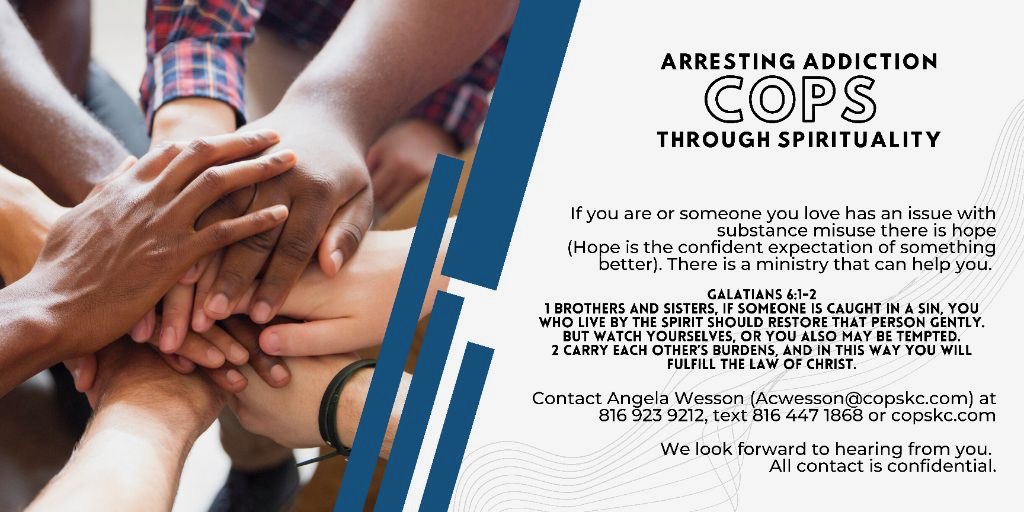 ARRESTING ADDICTION
COPS
THROUGH SPIRITUALITY
If you are or someone you love has an issue with
substance misuse there is hope
(Hope is the confident expectation of something
better). There is a ministry that can help you.
GALATIANS 6:1-2
1 BROTHERS AND SISTERS, IF SOMEONE IS CAUGHT IN A SIN, YOU
WHO LIVE BY THE SPIRIT SHOULD RESTORE THAT PERSON GENTLY.
BUT WATCH YOURSELVES, OR YOU ALSO MAY BE TEMPTED.
2 CARRY EACH OTHER'S BURDENS, AND IN THIS WAY YOU WILL
FULFILL THE LAW OF CHRIST.
Contact Angela Wesson (Acwesson@copskc.com) at
816 923 9212, text 816 447 1868 or copskc.com
We look forward to hearing from you.
All contact is confidential.